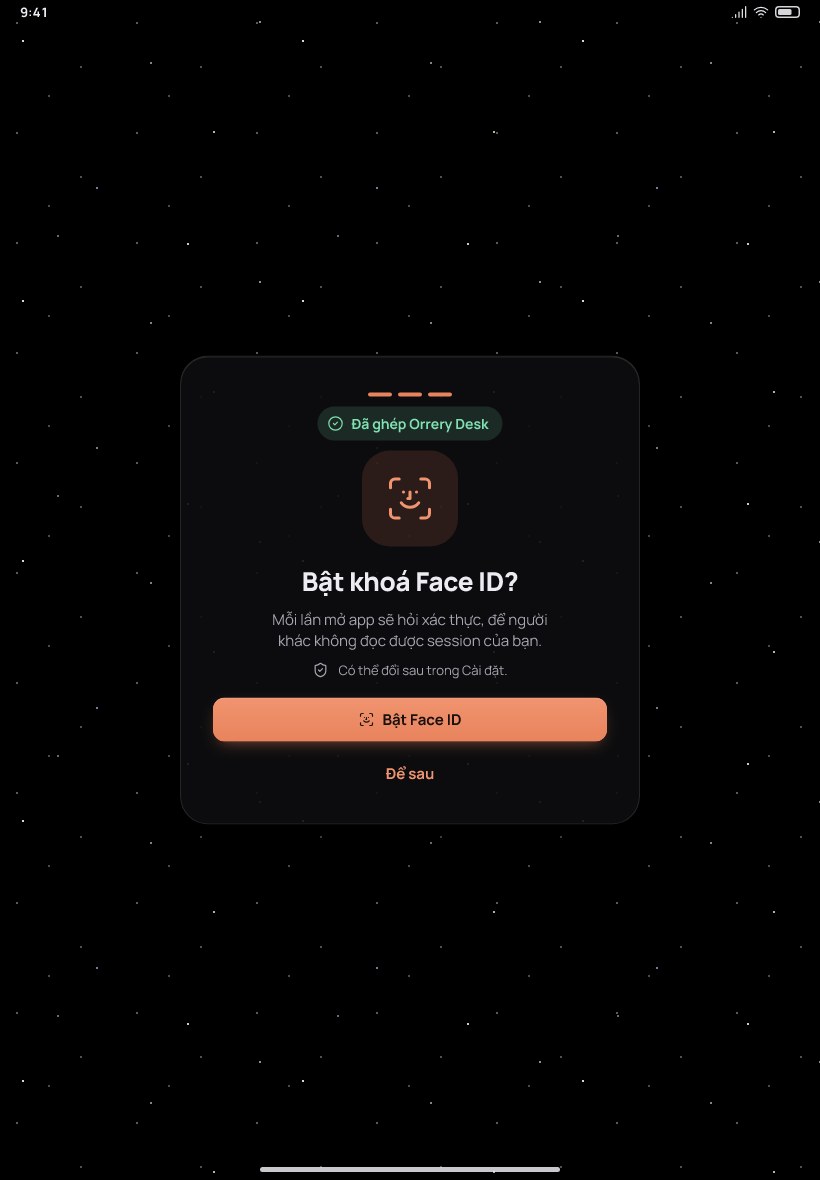 9:41
Đã ghép Orrery Desk
Bật khoá Face ID?
Mỗi lần mở app sẽ hỏi xác thực, để người
khác không đọc được session của bạn.
Có thể đổi sau trong Cài đặt.
Bật Face ID
Để sau